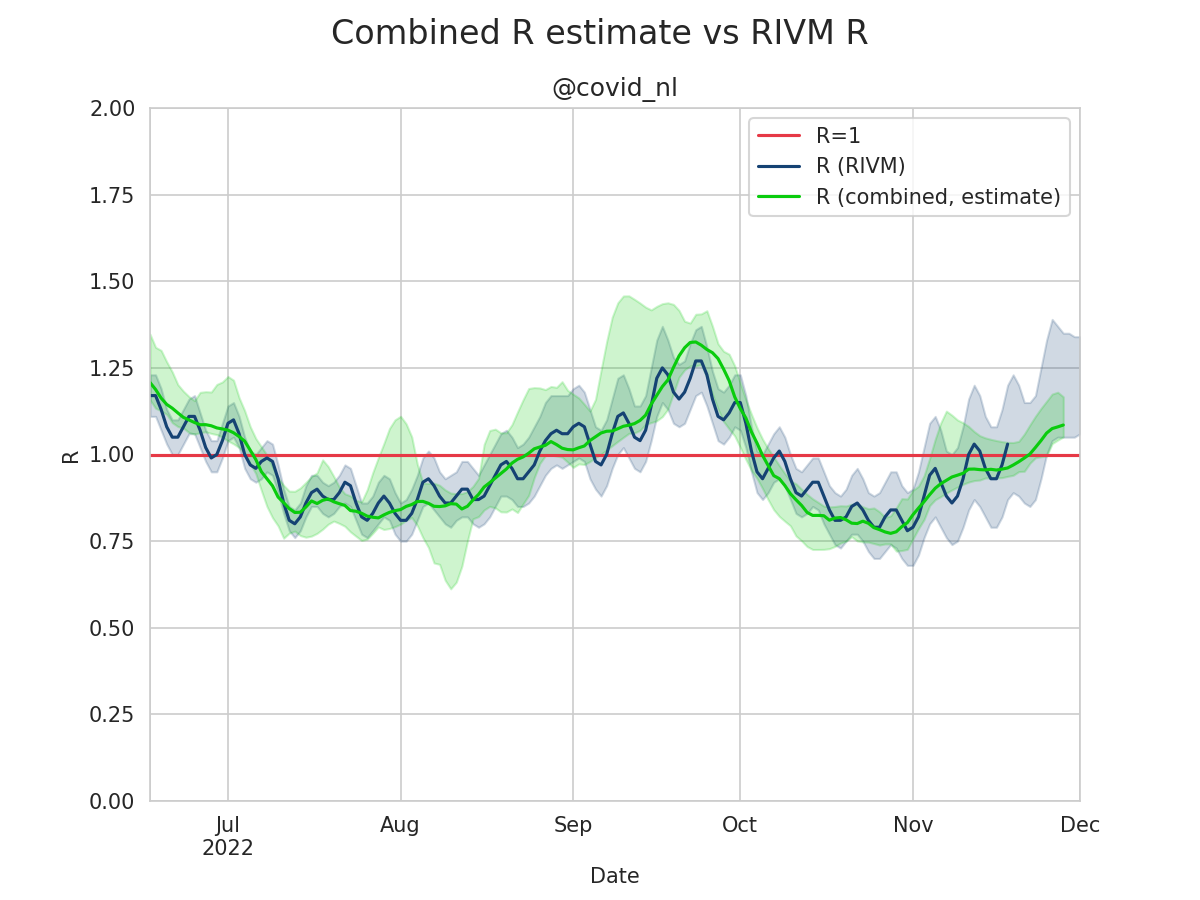 Combined R estimate vs RIVM R
@covid_nl
2.00
1.75
1.50
1.25
1.00
0.75
0.50
0.25
0.00
R
R=1
R (RIVM)
R (combined, estimate)
Jul Aug Sep Oct Nov Dec
2022
Date